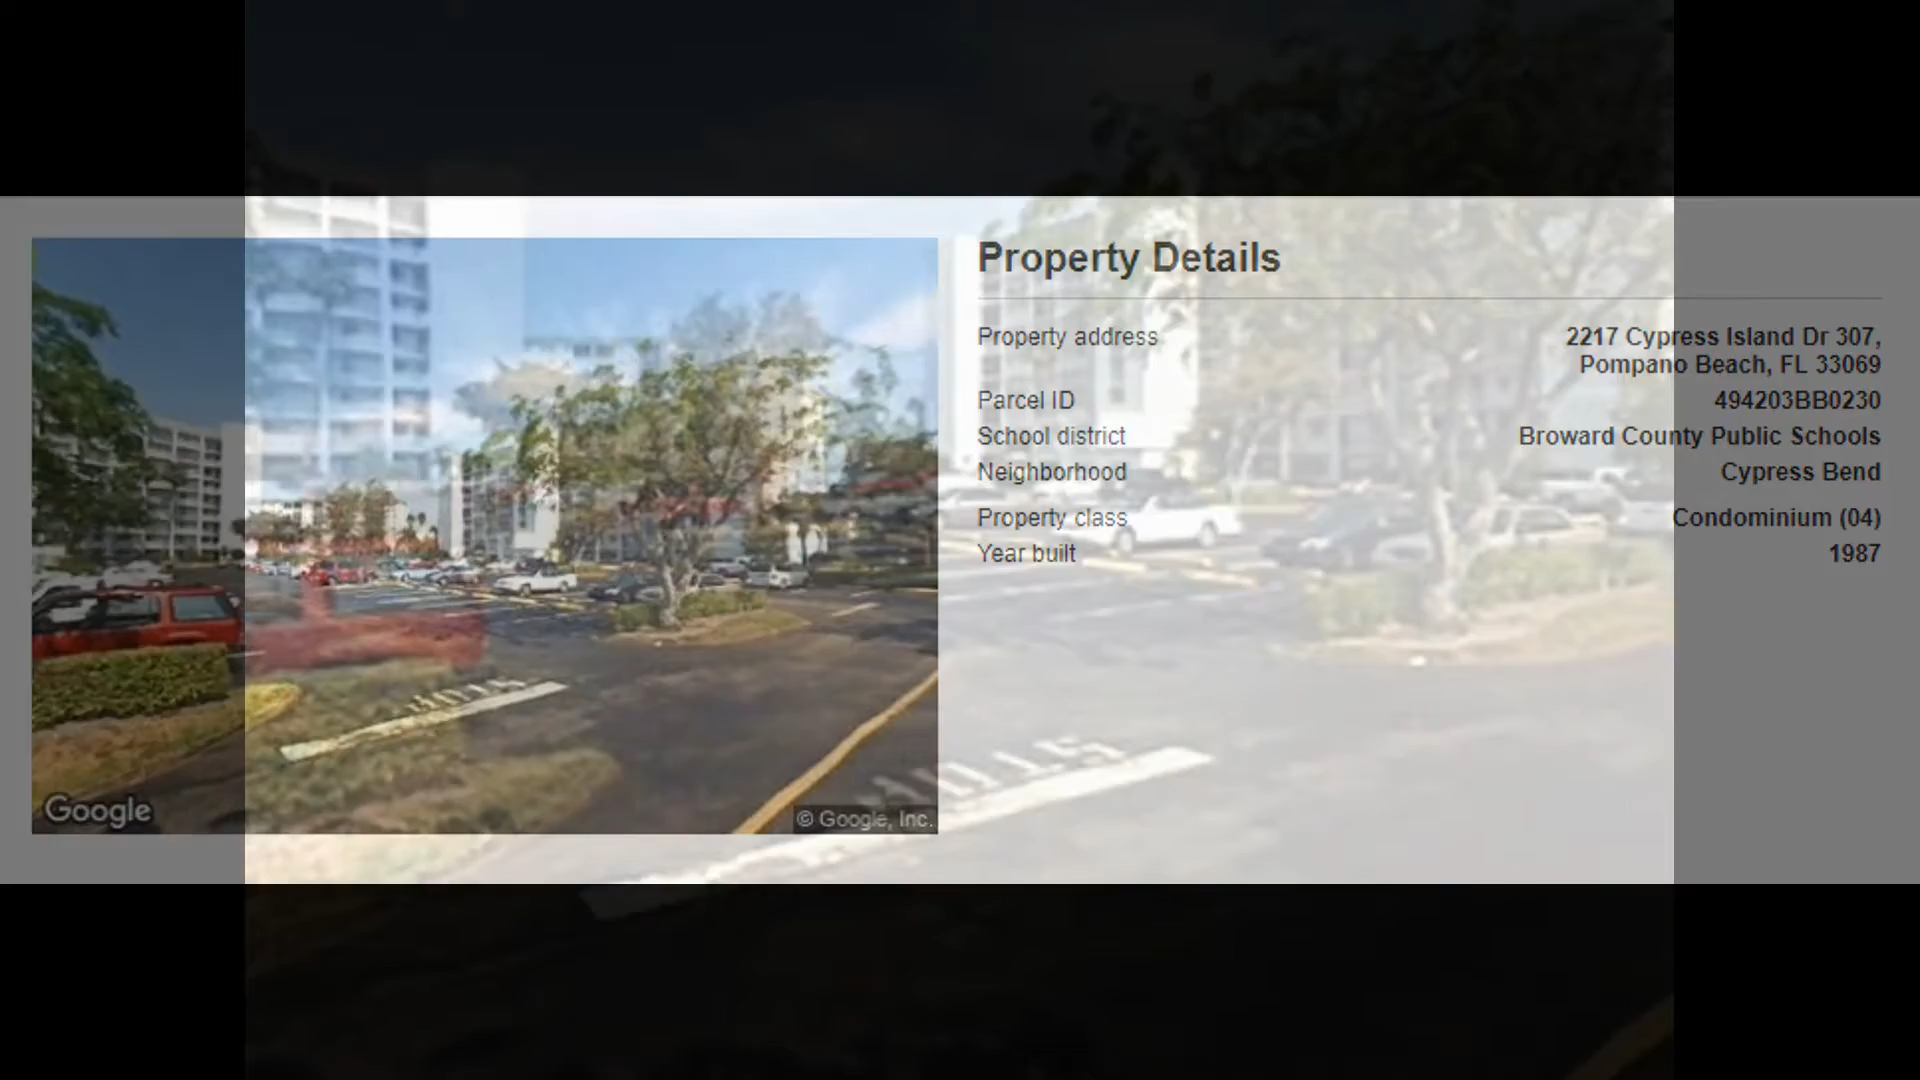 Property Details
Property address 2217 Cypress Island Dr 307,
Pompano Beach, FL 33069
Parcel ID 494203BB0230
School district Broward County Public Schools
Neighborhood Cypress Bend
Property class Condominium (04)
Year built 1987
Google
© Google, Inc.